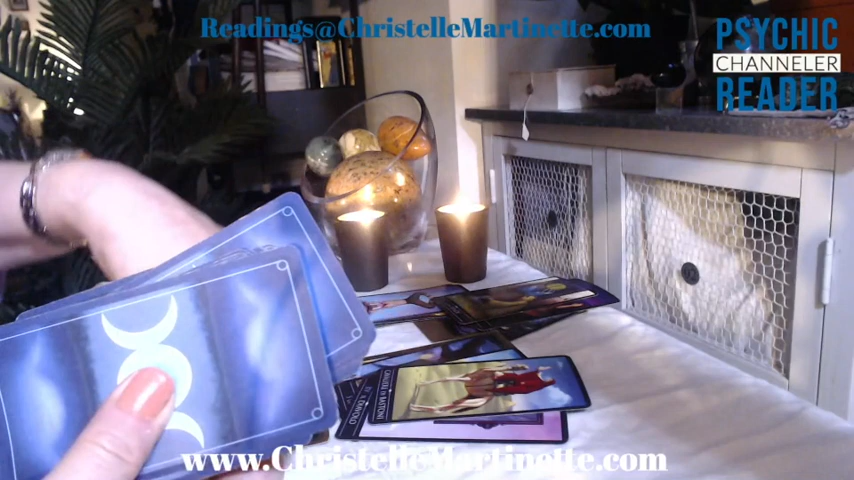 Readings@ChristelleMartinette.com
PSYCHIC
CHANNELER
READER
www.ChristelleMartinette.com